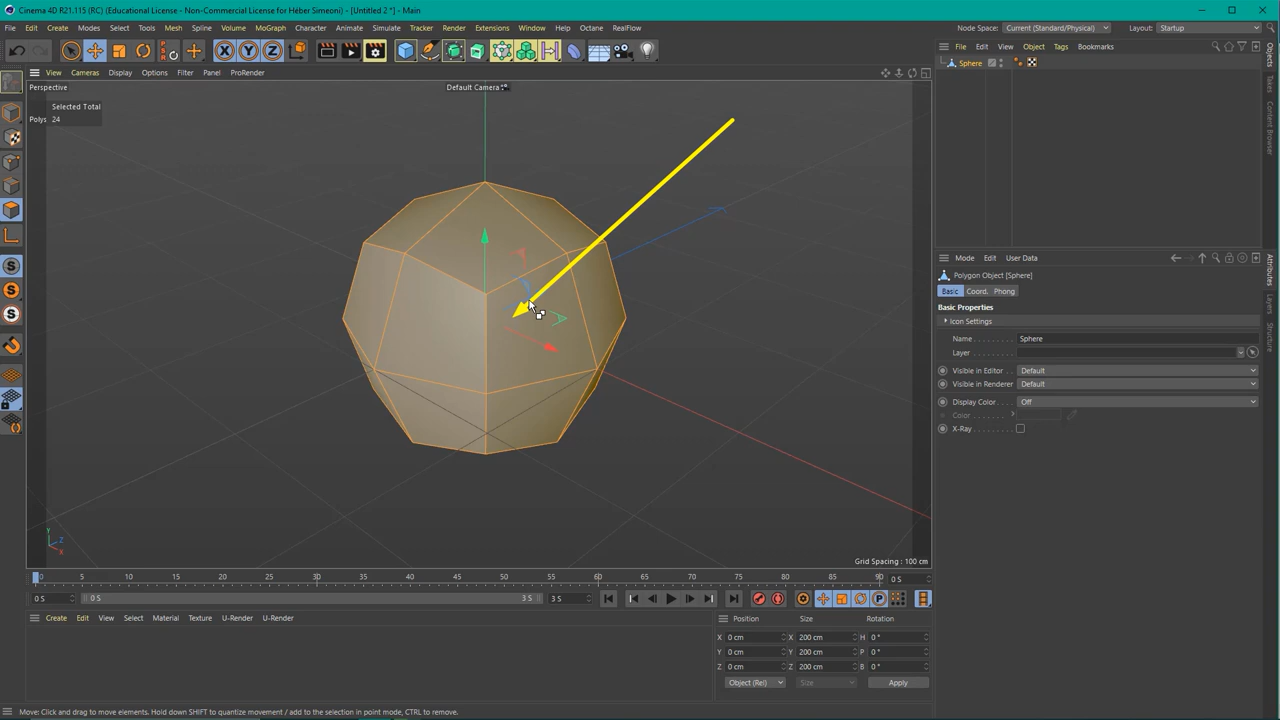 Cinema 4D R21.115 (RC) (Educational License - Non-Commercial License for Héber Simeoni) - [Untitled 2 *] - Main
File Edit Create Modes Select Tools Mesh Spline Volume MoGraph Character Animate Simulate Tracker Render Extensions Window Help Octane RealFlow
Node Space: Current (Standard/Physical) Layout: Startup
X Y Z
File Edit View Object Tags Bookmarks
View Cameras Display Options Filter Panel ProRender
Sphere
Perspective
Default Camera
Selected Total
Polys 24
Objects
Takes
Content Browser
Mode Edit User Data
Polygon Object [Sphere]
Basic Coord. Phong
Basic Properties
Icon Settings
Name Sphere
Layer
Visible in Editor Default
Visible in Renderer Default
Display Color Off
Color
X-Ray
Attributes
Layers
Structure
Y Z
X
Grid Spacing : 100 cm
0 5 10 15 20 25 30 35 40 45 50 55 60 65 70 75 80 85 90 0 S
0 S 0 S 3 S 3 S
Create Edit View Select Material Texture U-Render U-Render
Position Size Rotation
X 0 cm X 200 cm H 0 °
Y 0 cm Y 200 cm P 0 °
Z 0 cm Z 200 cm B 0 °
Object (Rel) Size Apply
Move: Click and drag to move elements. Hold down SHIFT to quantize movement / add to the selection in point mode, CTRL to remove.